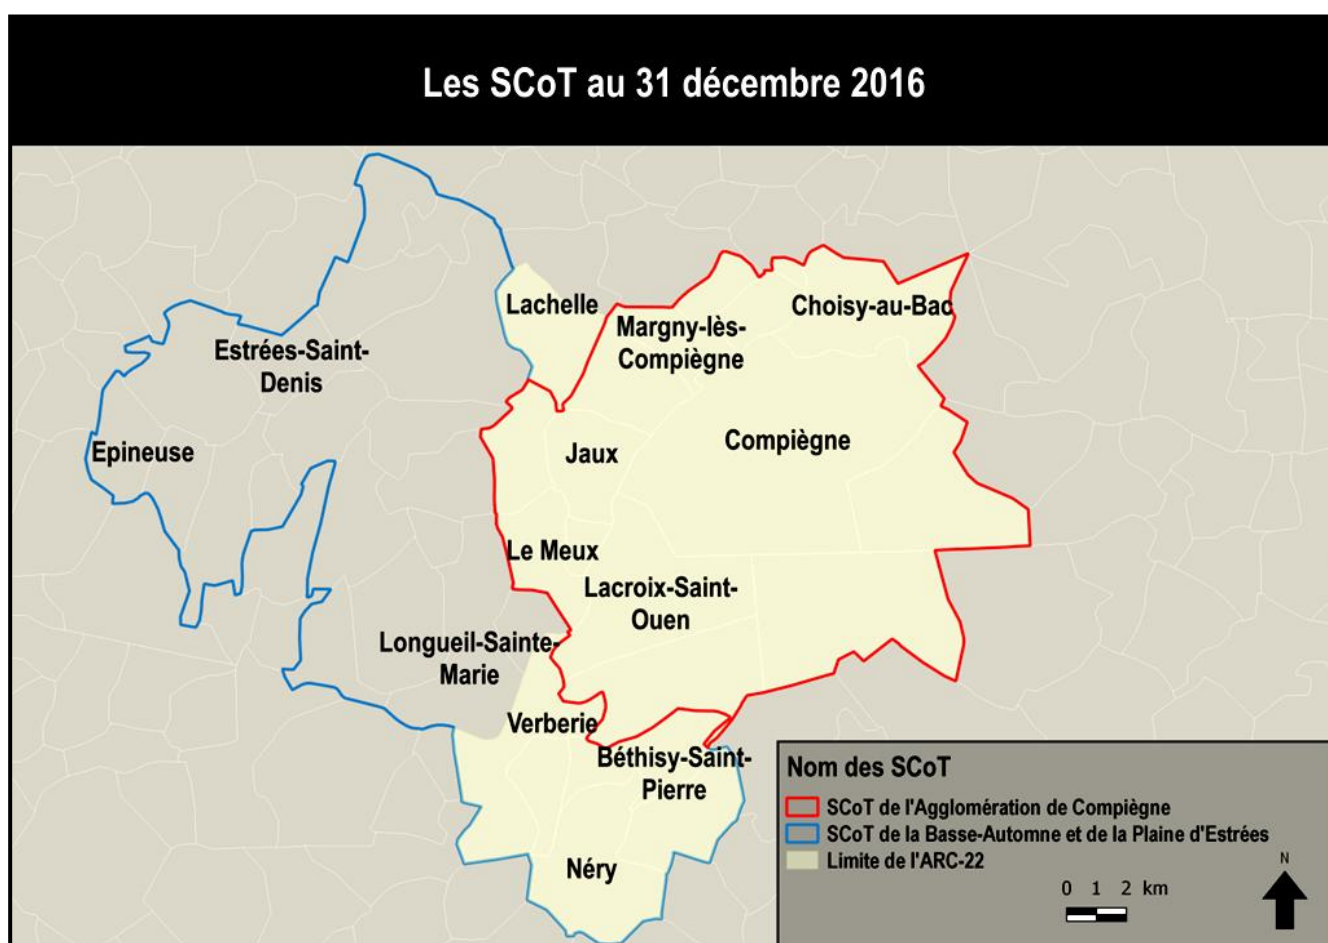 Les SCoT au 31 décembre 2016
Lachelle
Choisy-au-Bac
Margny-lès-
Compiègne
Estrées-Saint-
Denis
Epineuse
Jaux
Compiègne
Le Meux
Lacroix-Saint-
Ouen
Longueil-Sainte-
Marie
Verberie
Béthisy-Saint-
Pierre
Néry
Nom des SCoT
SCoT de l'Agglomération de Compiègne
SCoT de la Basse-Automne et de la Plaine d'Estrées
Limite de l'ARC-22
N
0 1 2 km